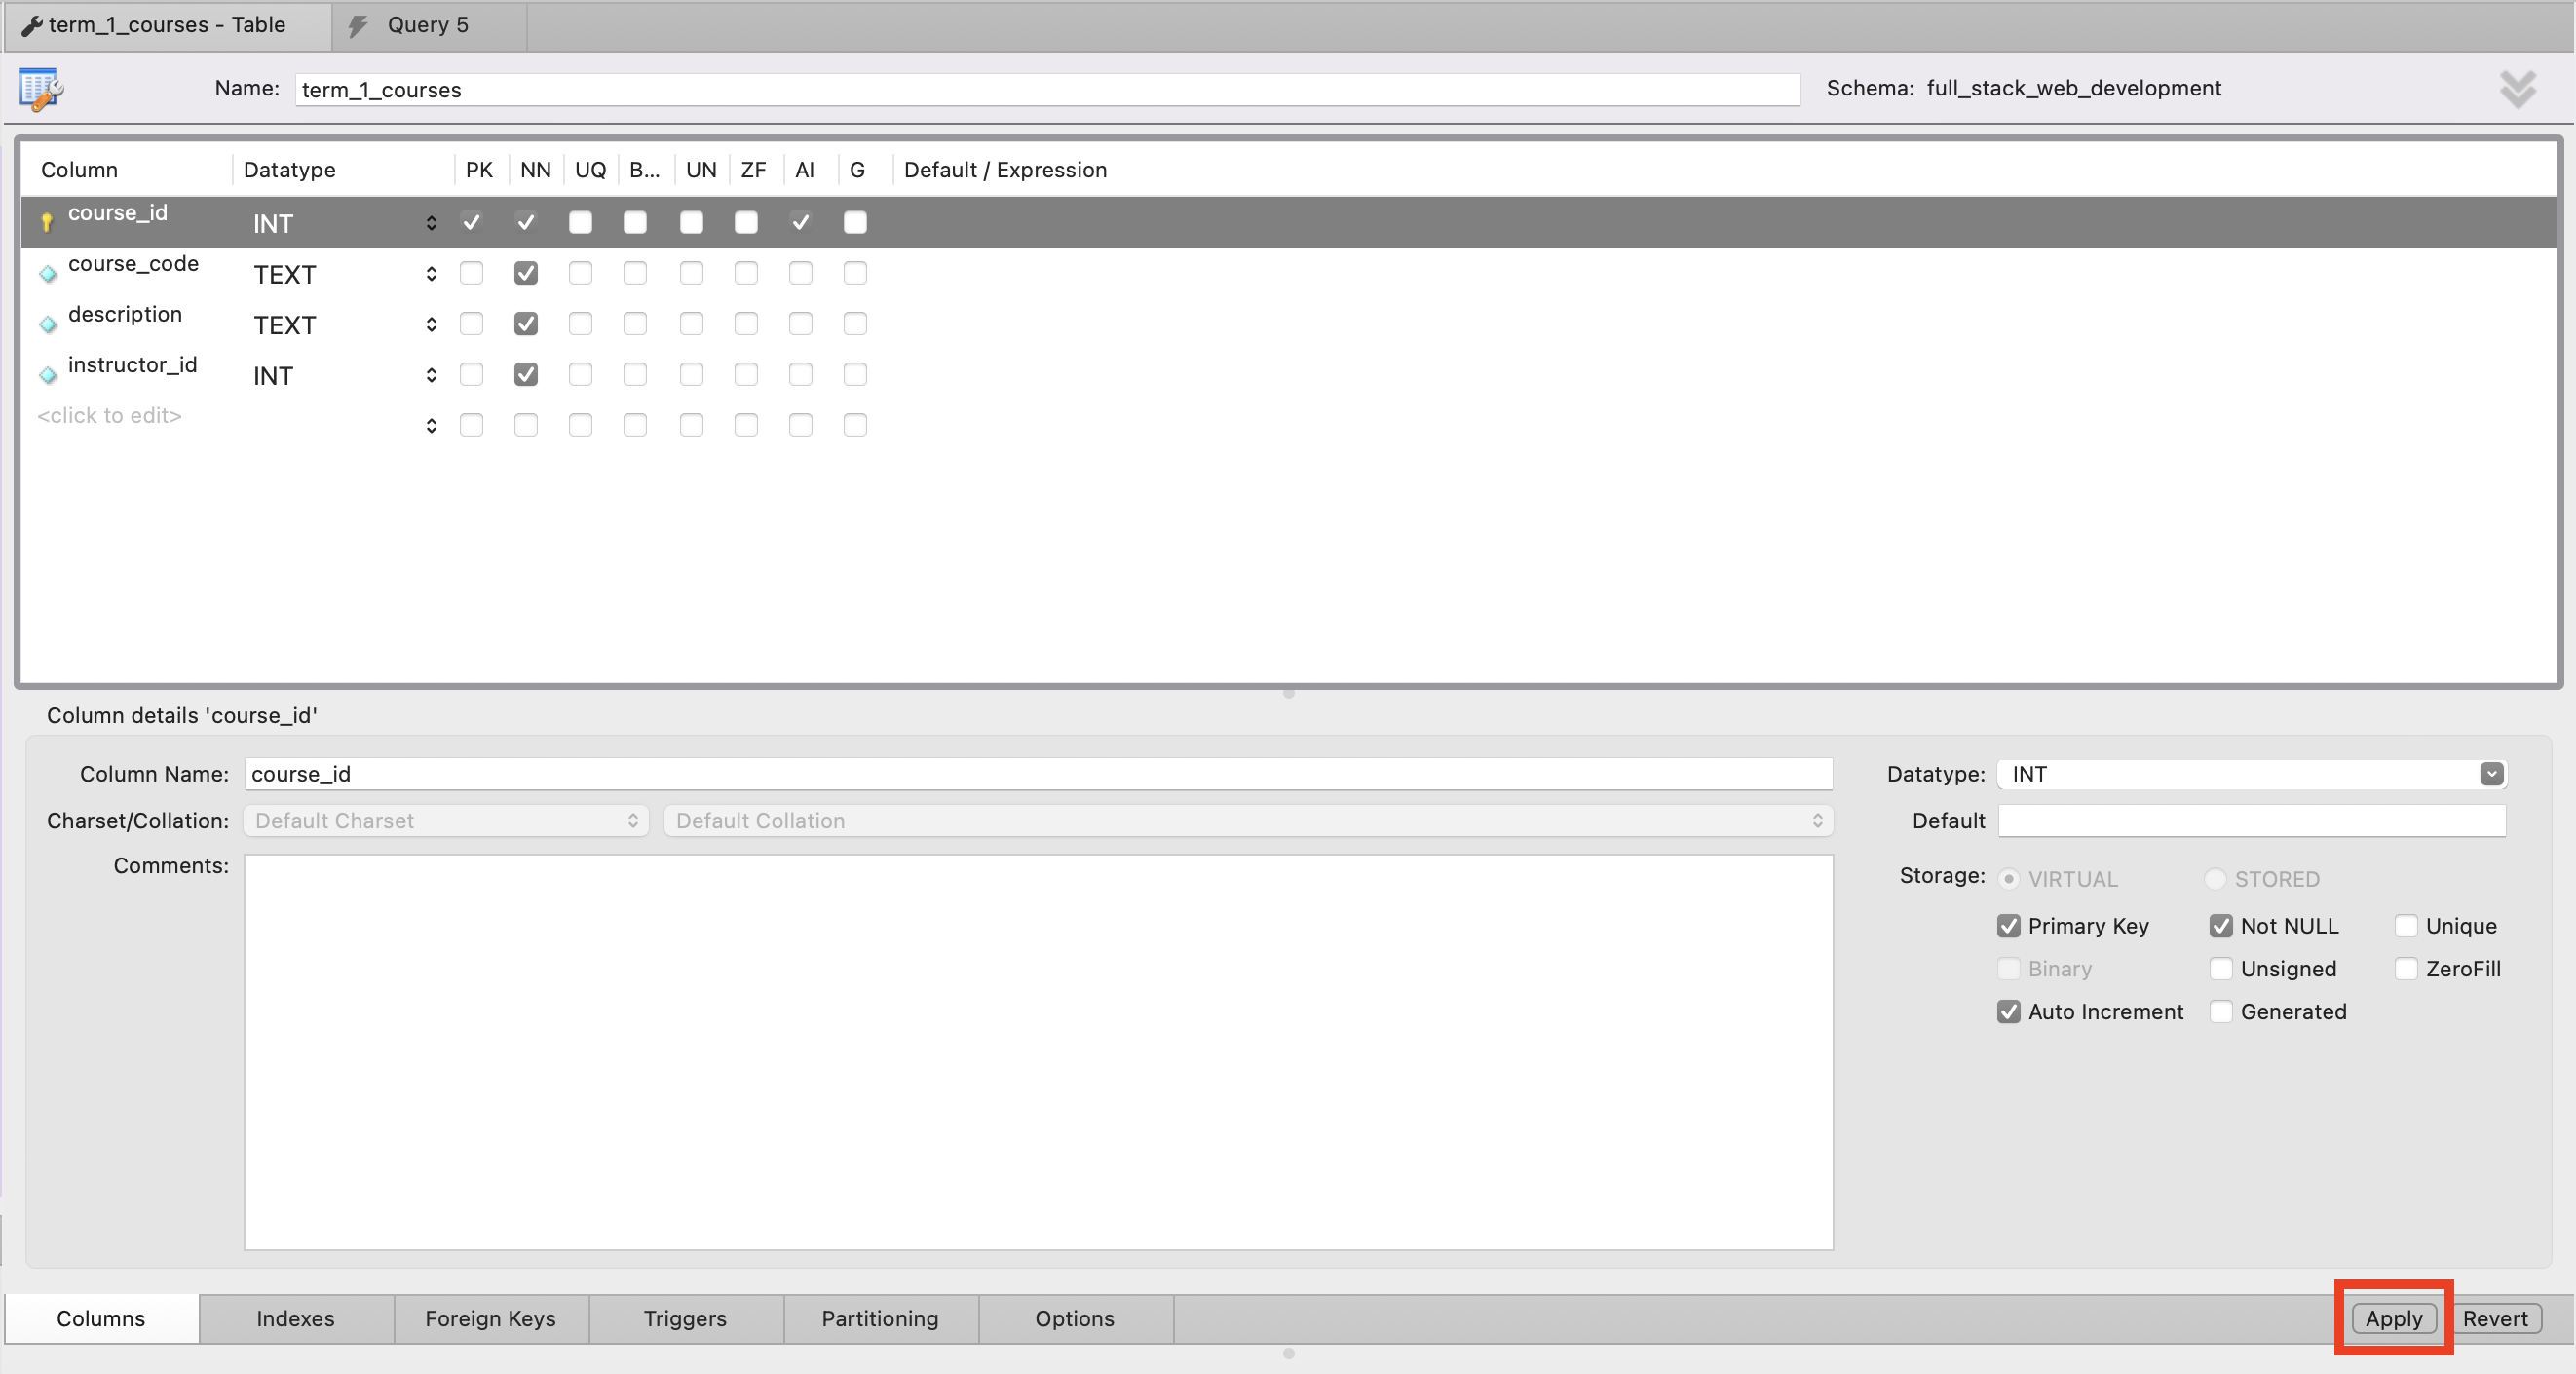 term_1_courses - Table Query 5
Name: term_1_courses Schema: full_stack_web_development
Column Datatype PK NN UQ B... UN ZF AI G Default / Expression
course_id INT
course_code TEXT
description TEXT
instructor_id INT
<click to edit>
Column details 'course_id'
Column Name: course_id Datatype: INT
Charset/Collation: Default Charset Default Collation Default
Comments: Storage: VIRTUAL STORED
Primary Key Not NULL Unique
Binary Unsigned ZeroFill
Auto Increment Generated
Columns Indexes Foreign Keys Triggers Partitioning Options Apply Revert